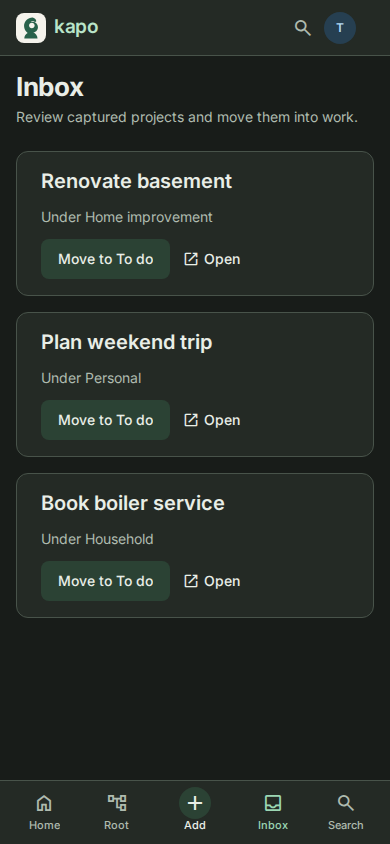 kapo
T
Inbox
Review captured projects and move them into work.
Renovate basement
Under Home improvement
Move to To do Open
Plan weekend trip
Under Personal
Move to To do Open
Book boiler service
Under Household
Move to To do Open
Home Root Add Inbox Search